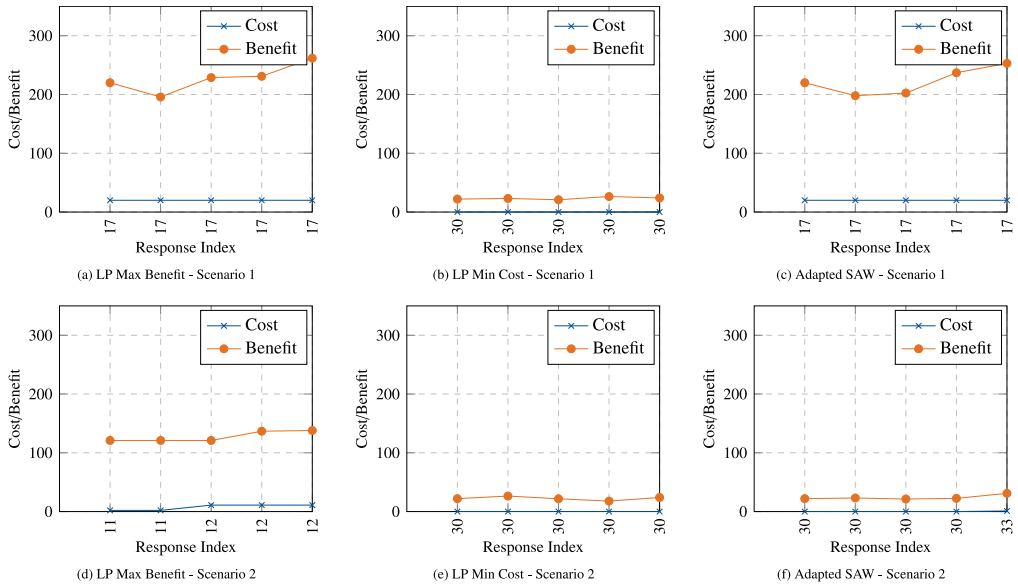 300
200
100
0
Cost/Benefit
Cost
Benefit
17 17 17 17 17
Response Index
(a) LP Max Benefit - Scenario 1
300
200
100
0
Cost/Benefit
Cost
Benefit
30 30 30 30 30
Response Index
(b) LP Min Cost - Scenario 1
300
200
100
0
Cost/Benefit
Cost
Benefit
17 17 17 17 17
Response Index
(c) Adapted SAW - Scenario 1
300
200
100
0
Cost/Benefit
Cost
Benefit
11 11 12 12 12
Response Index
(d) LP Max Benefit - Scenario 2
300
200
100
0
Cost/Benefit
Cost
Benefit
30 30 30 30 30
Response Index
(e) LP Min Cost - Scenario 2
300
200
100
0
Cost/Benefit
Cost
Benefit
30 30 30 30 33
Response Index
(f) Adapted SAW - Scenario 2